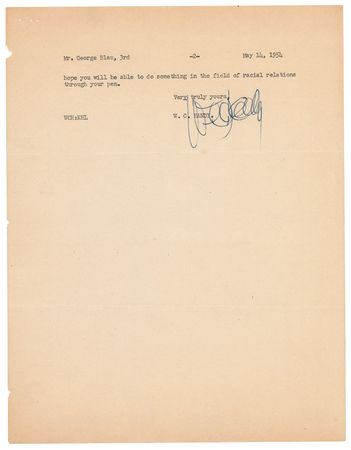 Mr. George Blau, 3rd -2- May 14, 1954
hope you will be able to do something in the field of racial relations
through your pen.
Very truly yours,
WCH:KEL W. C. HANDY.